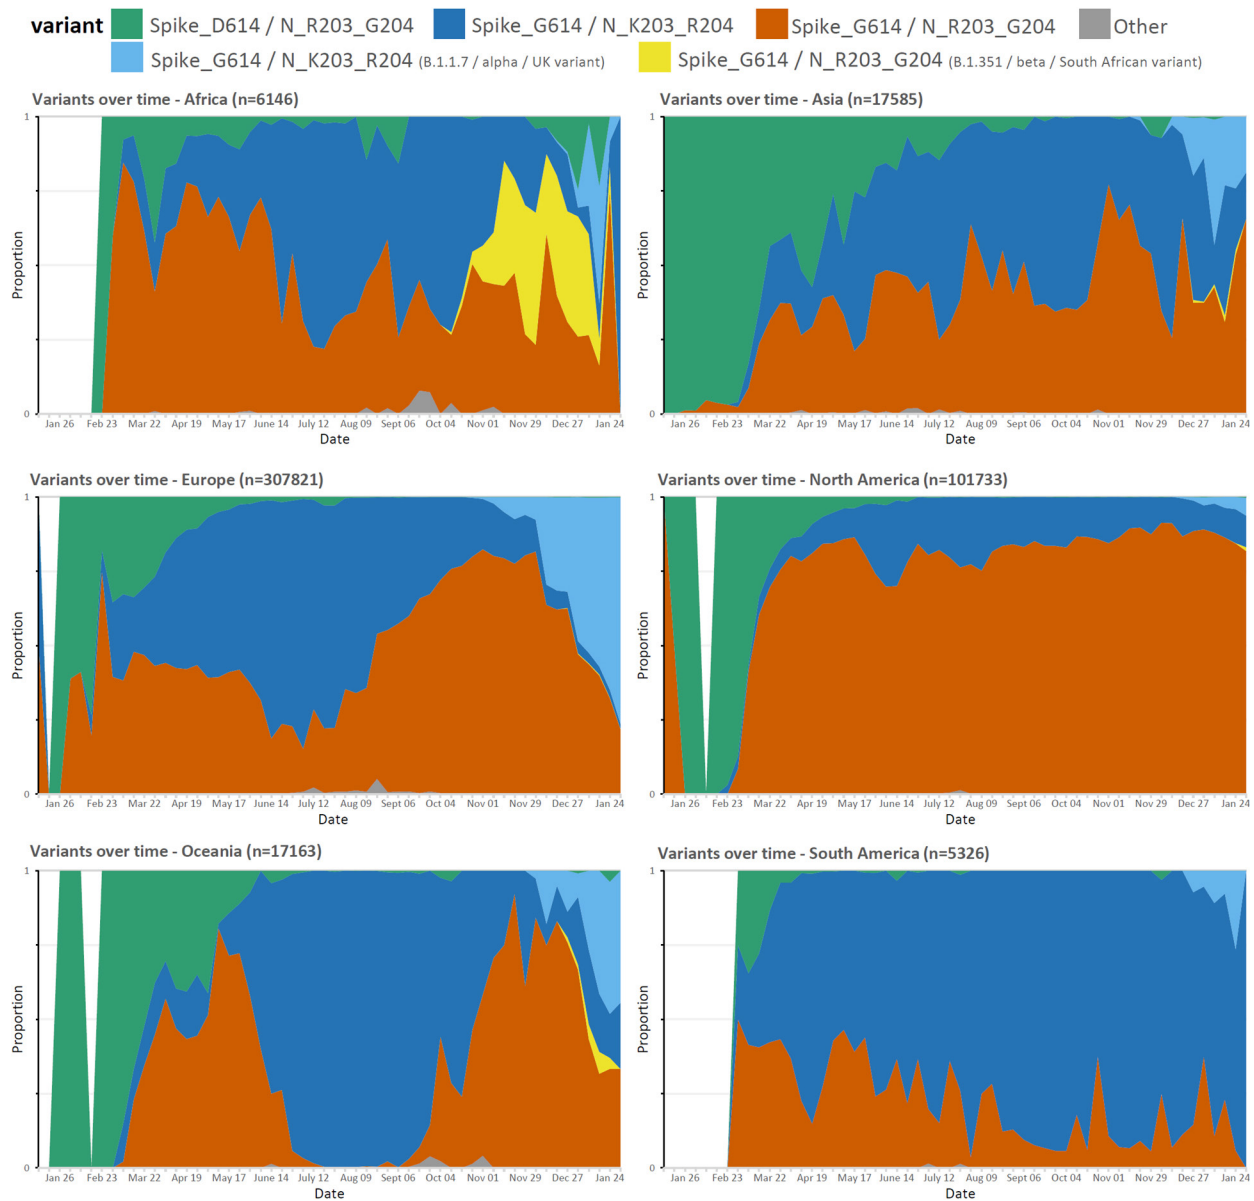 variant Spike_D614 / N_R203_G204 Spike_G614 / N_K203_R204 Spike_G614 / N_R203_G204 Other
Spike_G614 / N_K203_R204 (B.1.1.7 / alpha / UK variant) Spike_G614 / N_R203_G204 (B.1.351 / beta / South African variant)
Variants over time - Africa (n=6146)
1
Proportion
0
Jan 26 Feb 23 Mar 22 Apr 19 May 17 June 14 July 12 Aug 09 Sept 06 Oct 04 Nov 01 Nov 29 Dec 27 Jan 24
Date
Variants over time - Asia (n=17585)
1
Proportion
0
Jan 26 Feb 23 Mar 22 Apr 19 May 17 June 14 July 12 Aug 09 Sept 06 Oct 04 Nov 01 Nov 29 Dec 27 Jan 24
Date
Variants over time - Europe (n=307821)
1
Proportion
0
Jan 26 Feb 23 Mar 22 Apr 19 May 17 June 14 July 12 Aug 09 Sept 06 Oct 04 Nov 01 Nov 29 Dec 27 Jan 24
Date
Variants over time - North America (n=101733)
1
Proportion
0
Jan 26 Feb 23 Mar 22 Apr 19 May 17 June 14 July 12 Aug 09 Sept 06 Oct 04 Nov 01 Nov 29 Dec 27 Jan 24
Date
Variants over time - Oceania (n=17163)
1
Proportion
0
Jan 26 Feb 23 Mar 22 Apr 19 May 17 June 14 July 12 Aug 09 Sept 06 Oct 04 Nov 01 Nov 29 Dec 27 Jan 24
Date
Variants over time - South America (n=5326)
1
Proportion
0
Jan 26 Feb 23 Mar 22 Apr 19 May 17 June 14 July 12 Aug 09 Sept 06 Oct 04 Nov 01 Nov 29 Dec 27 Jan 24
Date